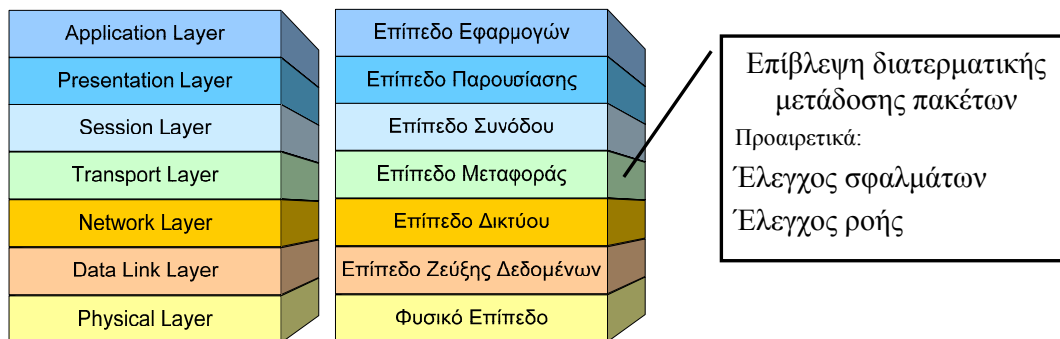 Application Layer
Presentation Layer
Session Layer
Transport Layer
Network Layer
Data Link Layer
Physical Layer
Επίπεδο Εφαρμογών
Επίπεδο Παρουσίασης
Επίπεδο Συνόδου
Επίπεδο Μεταφοράς
Επίπεδο Δικτύου
Επίπεδο Ζεύξης Δεδομένων
Φυσικό Επίπεδο
Επίβλεψη διατερματικής
μετάδοσης πακέτων
Προαιρετικά:
Έλεγχος σφαλμάτων
Έλεγχος ροής